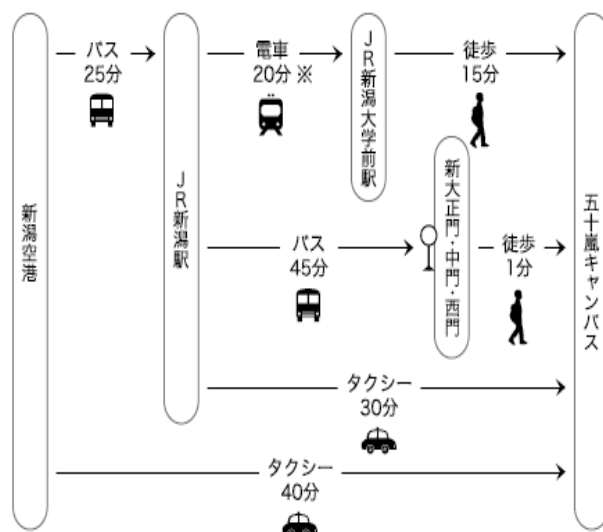 新潟空港
バス
25分
JR新潟駅
電車
20分 ※
JR新潟大学前駅
徒歩
15分
バス
45分
新大正門・中門・西門
徒歩
1分
タクシー
30分
タクシー
40分
五十嵐キャンパス